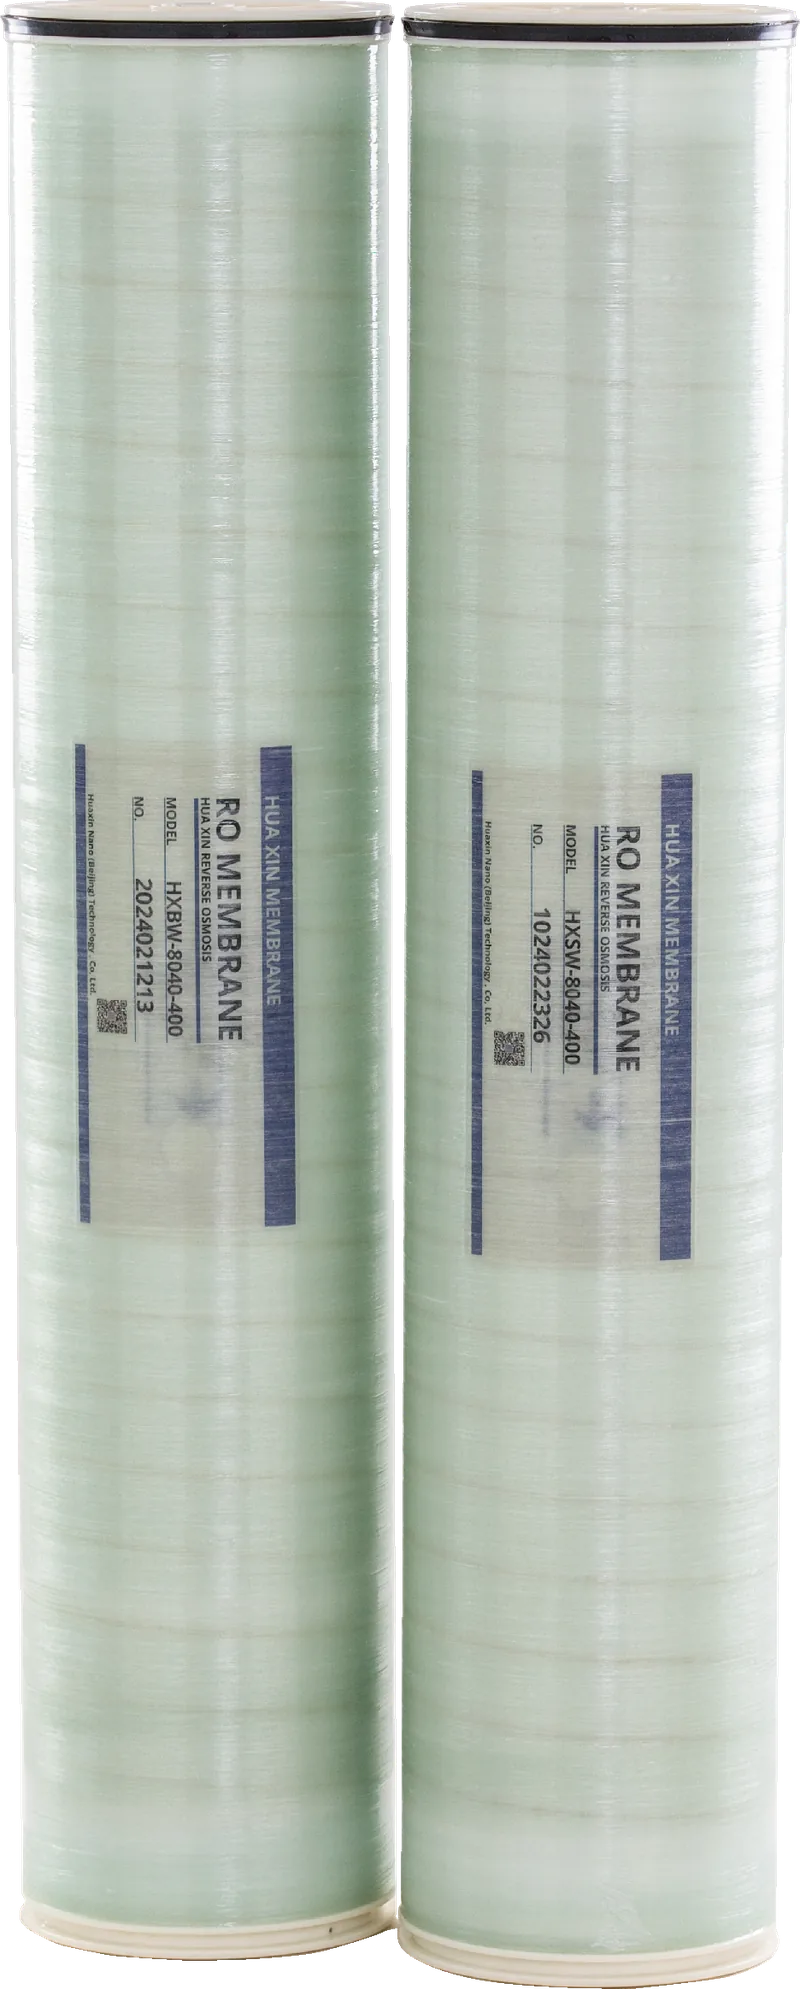 HUA XIN MEMBRANE
RO MEMBRANE
HUA XIN REVERSE OSMOSIS
MODEL HXBW-8040-400
NO. 2024021213
Huaxin Nano (Beijing) Technology . Co. Ltd.
HUA XIN MEMBRANE
RO MEMBRANE
HUA XIN REVERSE OSMOSIS
MODEL HXSW-8040-400
NO. 1024022326
Huaxin Nano (Beijing) Technology . Co. Ltd.